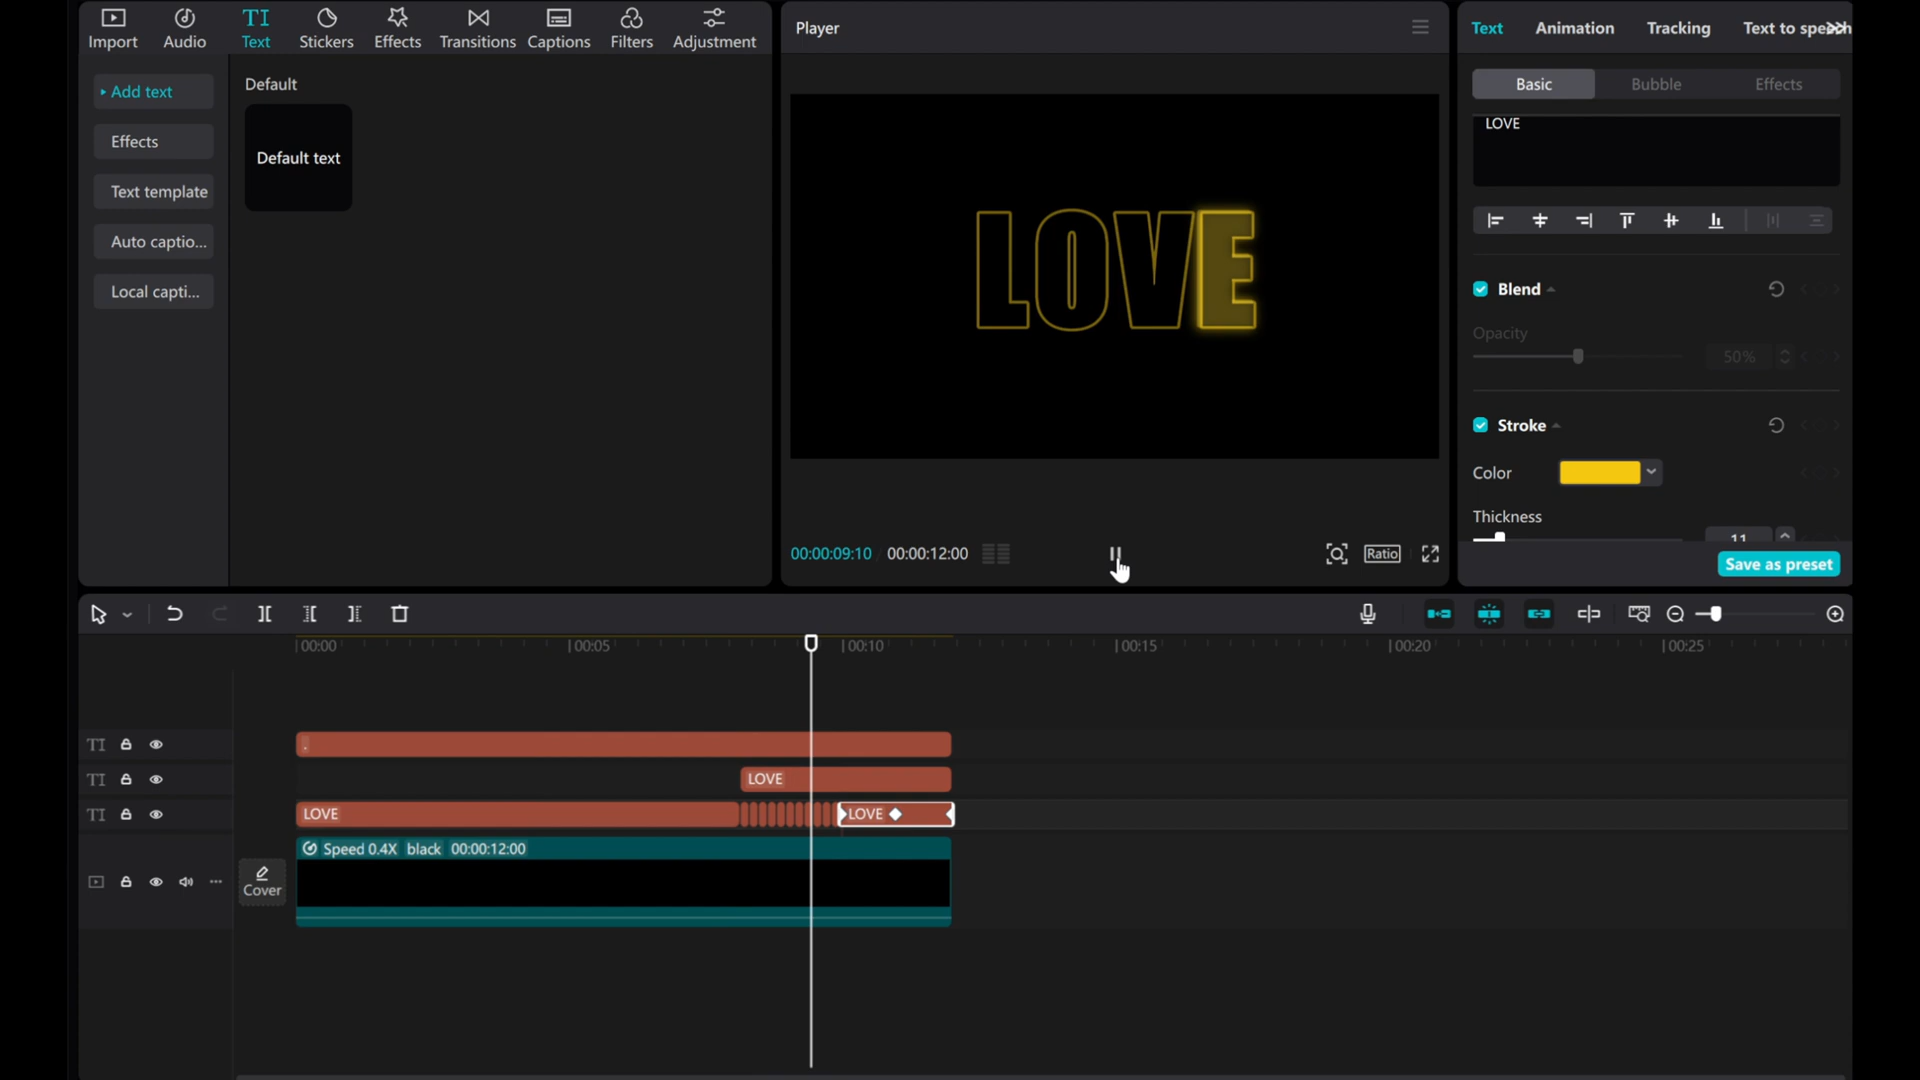 Import Audio Text Stickers Effects Transitions Captions Filters Adjustment
Add text
Effects
Text template
Auto captio...
Local capti...
Default
Default text
Player
LOVE
00:00:09:10 00:00:12:00
Ratio
Text Animation Tracking Text to
Basic Bubble Effects
LOVE
Blend
Opacity
50%
Stroke
Color
Thickness
11
Save as preset
00:00 00:05 00:10 00:15 00:20 00:25
TI .
TI LOVE
TI LOVE LOVE
Cover
Speed 0.4X black 00:00:12:00